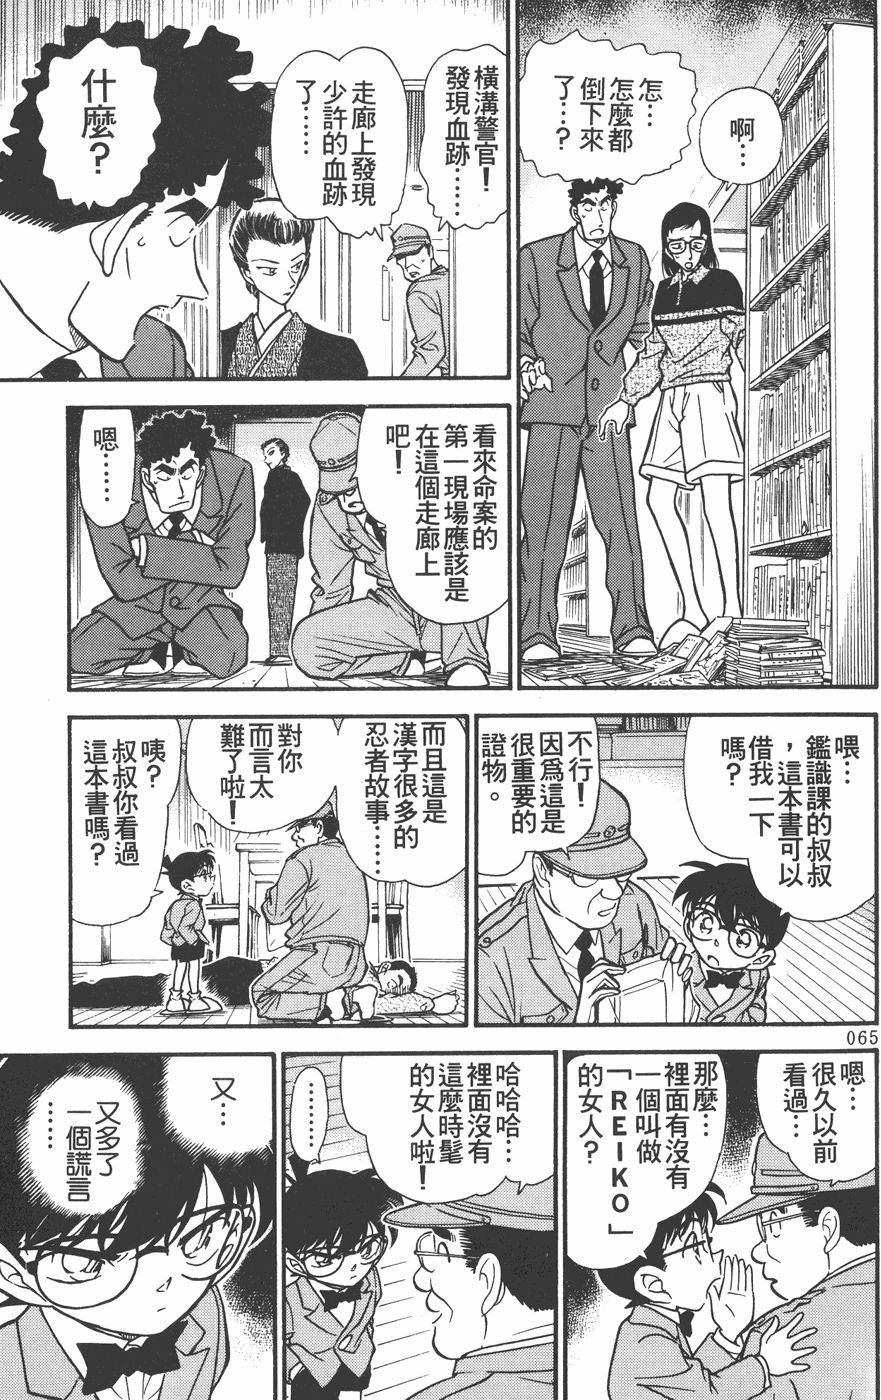 啊…
怎…
怎麼都
倒下來
了…?
橫溝警官!
發現血跡……
走廊上發現
少許的血跡
了……
什麼?
看來命案的
第一現場應該是
在這個走廊上
吧!
嗯……
喂…
鑑識課的叔叔
,這本書可以
借我一下
嗎?
不行!
因為這是
很重要的
證物。
而且這是
漢字很多的
忍者故事……
對你
而言太
難了啦!
咦?
叔叔你看過
這本書嗎?
065
嗯…
很久以前
看過…
那麼…
裡面有沒有
一個叫做
「REIKO」
的女人?
哈哈哈…
裡面沒有
這麼時髦
的女人啦!
……
又…
又多了
一個謊言
…